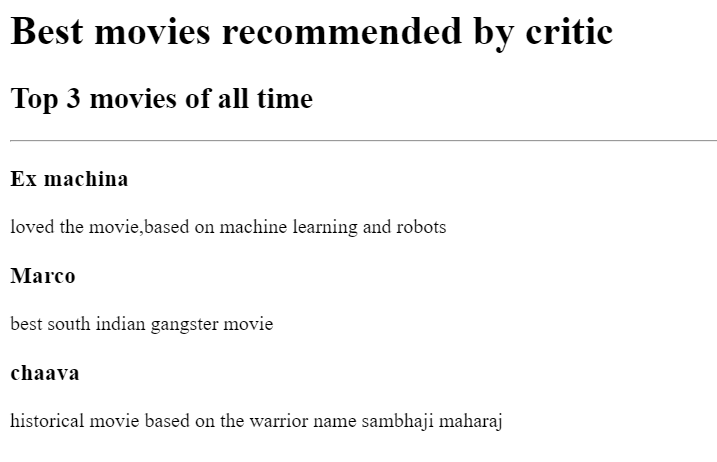 Best movies recommended by critic
Top 3 movies of all time
Ex machina
loved the movie,based on machine learning and robots
Marco
best south indian gangster movie
chaava
historical movie based on the warrior name sambhaji maharaj